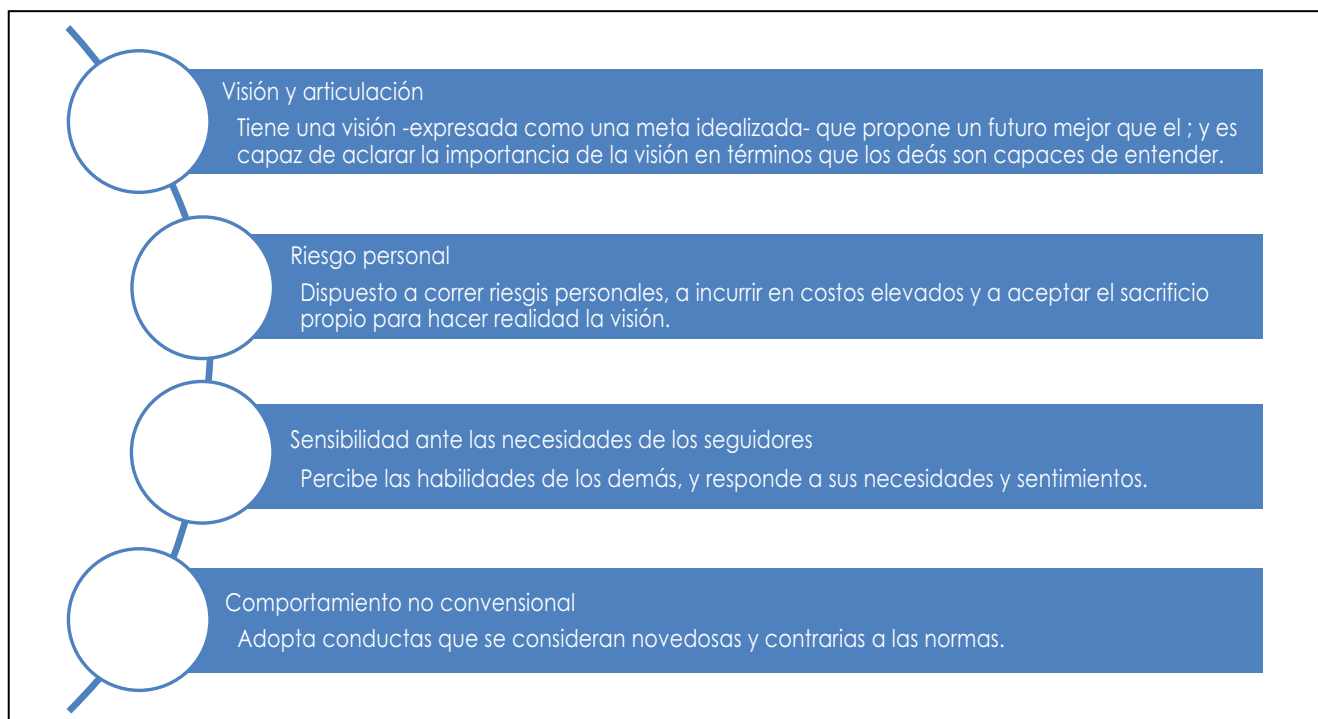 Visión y articulación
Tiene una visión -expresada como una meta idealizada- que propone un futuro mejor que el ; y es
capaz de aclarar la importancia de la visión en términos que los deás son capaces de entender.
Riesgo personal
Dispuesto a correr riesgis personales, a incurrir en costos elevados y a aceptar el sacrificio
propio para hacer realidad la visión.
Sensibilidad ante las necesidades de los seguidores
Percibe las habilidades de los demás, y responde a sus necesidades y sentimientos.
Comportamiento no convencional
Adopta conductas que se consideran novedosas y contrarias a las normas.